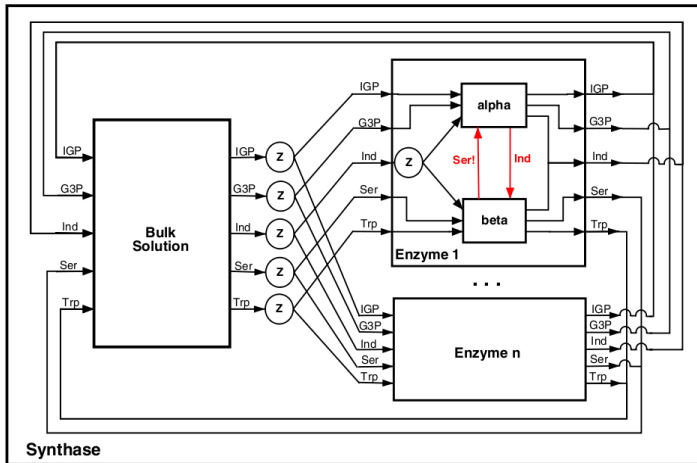 IGP
G3P
Ind
Ser
Trp
Bulk
Solution
IGP
G3P
Ind
Ser
Trp
Z
Z
Z
Z
Z
IGP
G3P
Ind
Ser
Trp
Z
alpha
Ser!
Ind
beta
Enzyme 1
IGP
G3P
Ind
Ser
Trp
. . .
IGP
G3P
Ind
Ser
Trp
Enzyme n
IGP
G3P
Ind
Ser
Trp
Synthase